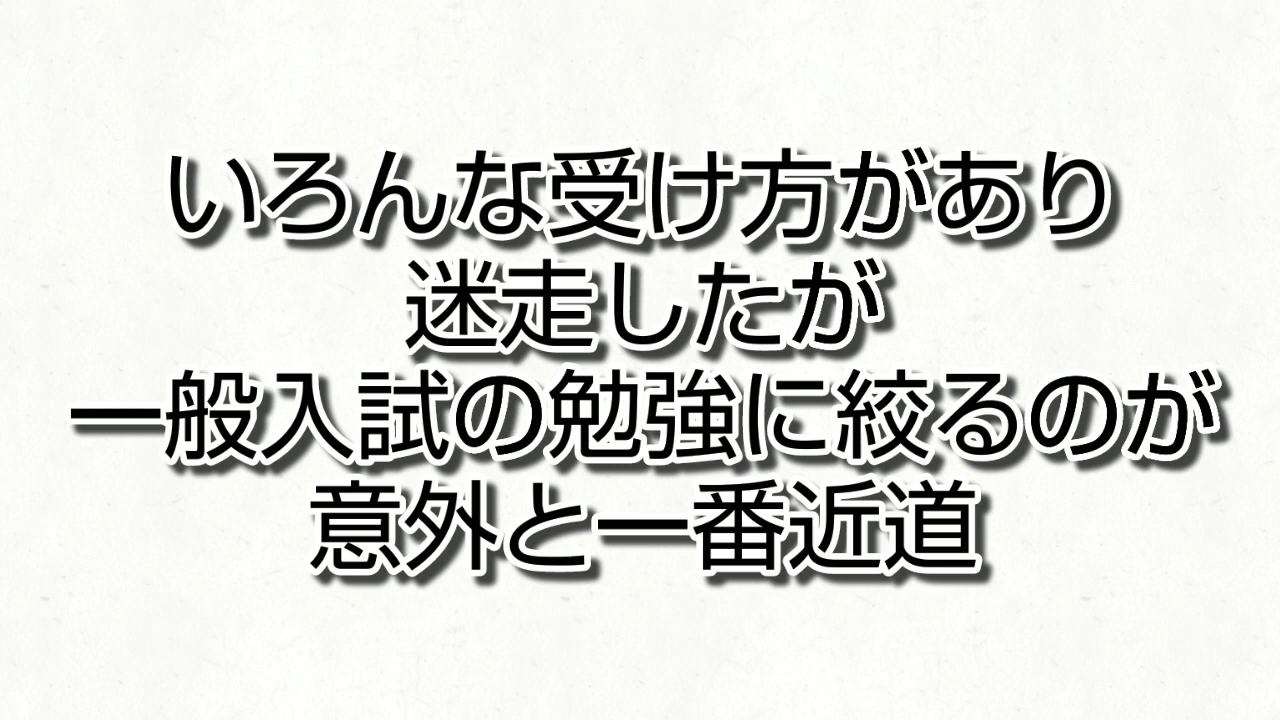 いろんな受け方があり
迷走したが
一般入試の勉強に絞るのが
意外と一番近道